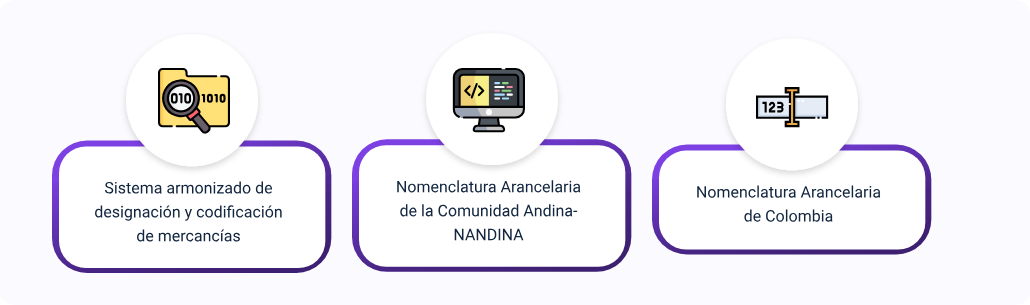 010
1010
</>
123
Sistema armonizado de
designación y codificación
de mercancías
Nomenclatura Arancelaria
de la Comunidad Andina-
NANDINA
Nomenclatura Arancelaria
de Colombia